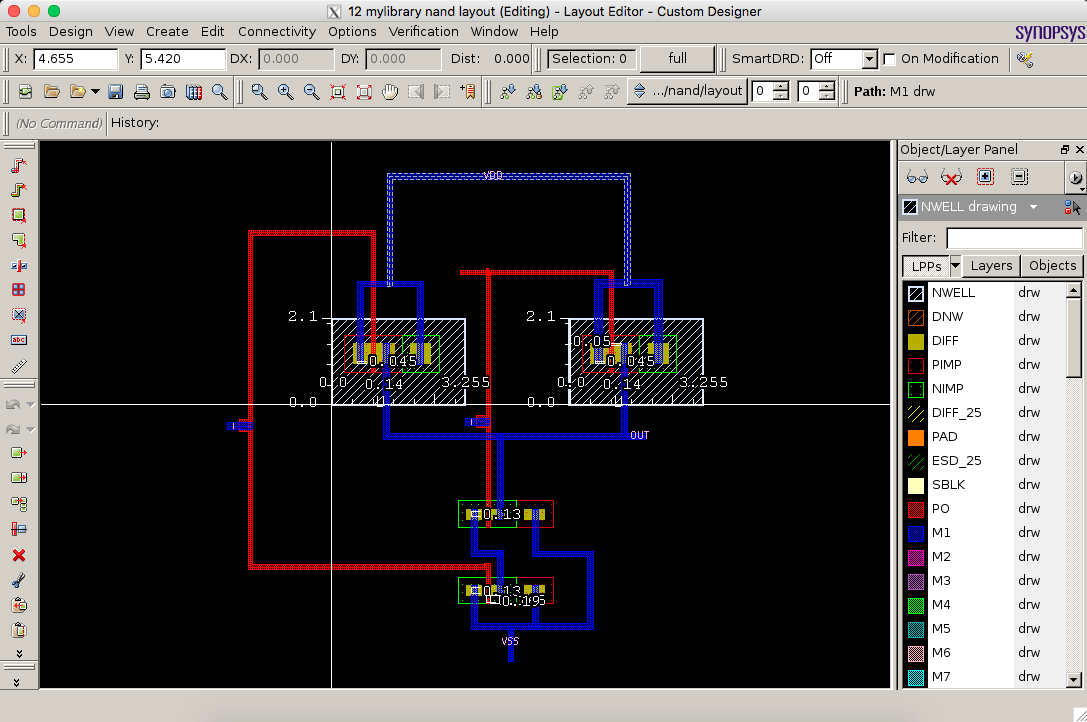 12 mylibrary nand layout (Editing) - Layout Editor - Custom Designer
Tools Design View Create Edit Connectivity Options Verification Window Help
SYNOPSYS
X: 4.655 Y: 5.420 DX: 0.000 DY: 0.000 Dist: 0.000 Selection: 0 full SmartDRD: Off On Modification
.../nand/layout 0 0 Path: M1 drw
(No Command) History:
Object/Layer Panel
NWELL drawing
Filter:
LPPs Layers Objects
NWELL drw
DNW drw
DIFF drw
PIMP drw
NIMP drw
DIFF_25 drw
PAD drw
ESD_25 drw
SBLK drw
PO drw
M1 drw
M2 drw
M3 drw
M4 drw
M5 drw
M6 drw
M7 drw
abc
VDD
2.1 2.1
0.05
0.045 0.045
0.0 0.14 3.255 0.0 0.14 3.255
0.0 0.0
I I
OUT
0.13
0.13
0.195
VSS